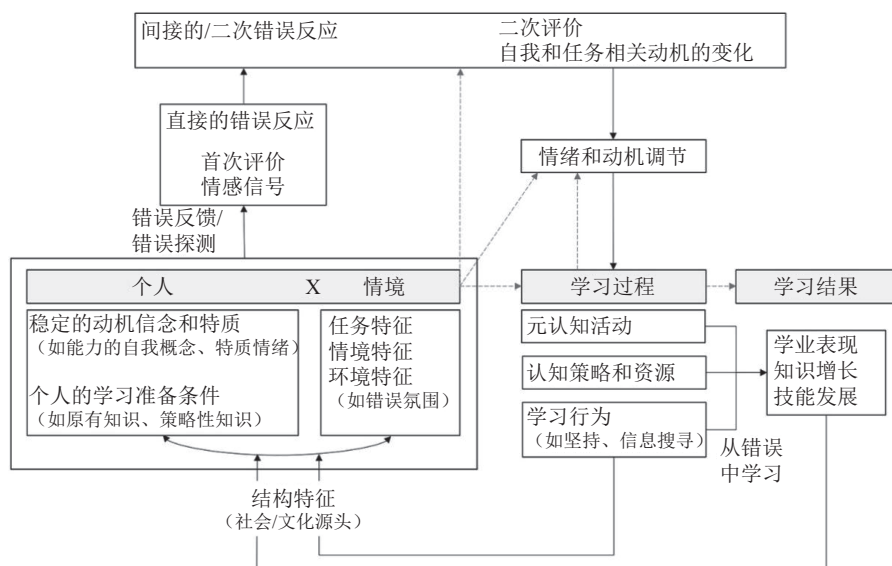 间接的/二次错误反应
二次评价
自我和任务相关动机的变化
直接的错误反应
首次评价
情感信号
情绪和动机调节
错误反馈/
错误探测
个人 X 情境
学习过程
学习结果
稳定的动机信念和特质
（如能力的自我概念、特质情绪）
个人的学习准备条件
（如原有知识、策略性知识）
任务特征
情境特征
环境特征
（如错误氛围）
元认知活动
认知策略和资源
学习行为
（如坚持、信息搜寻）
学业表现
知识增长
技能发展
从错误
中学习
结构特征
（社会/文化源头）